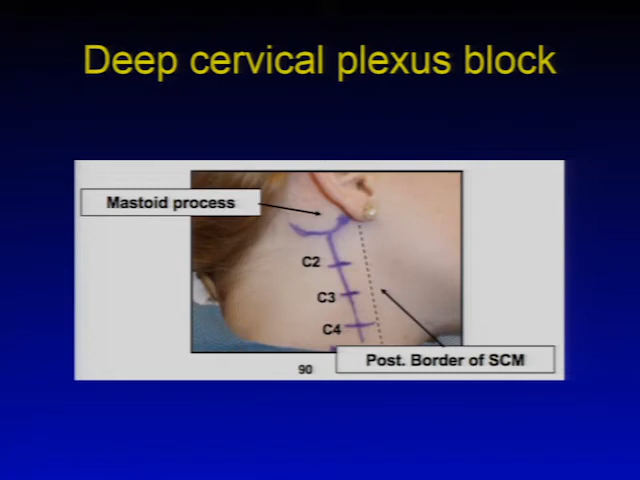 Deep cervical plexus block
Mastoid process
C2
C3
C4
Post. Border of SCM
90